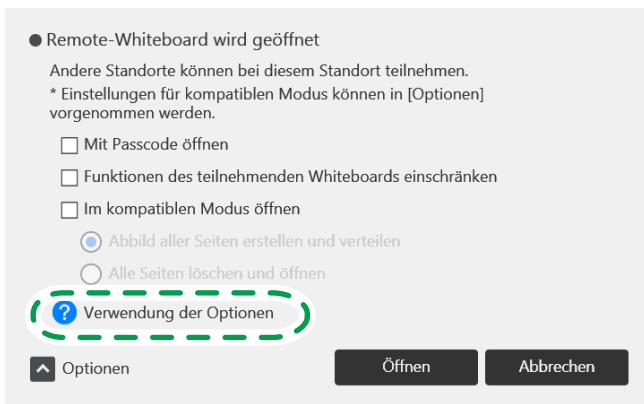 Remote-Whiteboard wird geöffnet
Andere Standorte können bei diesem Standort teilnehmen.
* Einstellungen für kompatiblen Modus können in [Optionen]
vorgenommen werden.
Mit Passcode öffnen
Funktionen des teilnehmenden Whiteboards einschränken
Im kompatiblen Modus öffnen
Abbild aller Seiten erstellen und verteilen
Alle Seiten löschen und öffnen
? Verwendung der Optionen
Optionen Öffnen Abbrechen